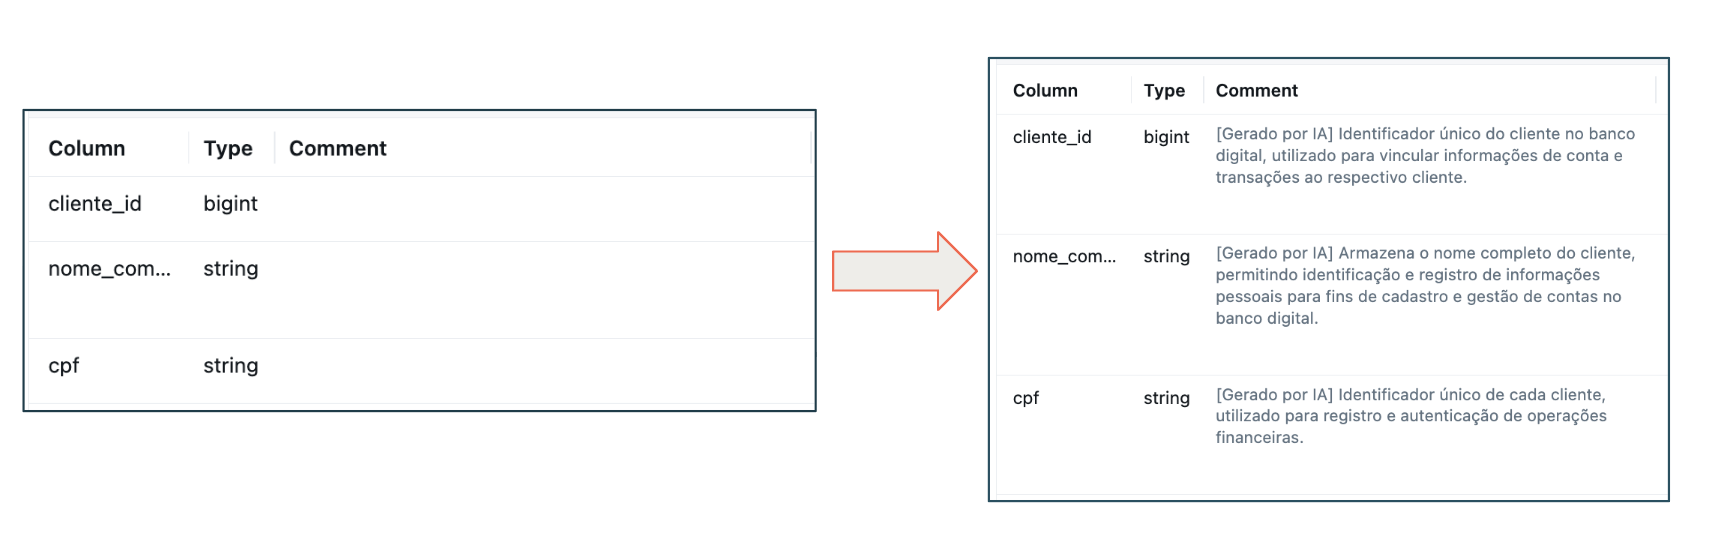 Column Type Comment
cliente_id bigint
nome_com... string
cpf string
Column Type Comment
cliente_id bigint [Gerado por IA] Identificador único do cliente no banco
digital, utilizado para vincular informações de conta e
transações ao respectivo cliente.
nome_com... string [Gerado por IA] Armazena o nome completo do cliente,
permitindo identificação e registro de informações
pessoais para fins de cadastro e gestão de contas no
banco digital.
cpf string [Gerado por IA] Identificador único de cada cliente,
utilizado para registro e autenticação de operações
financeiras.